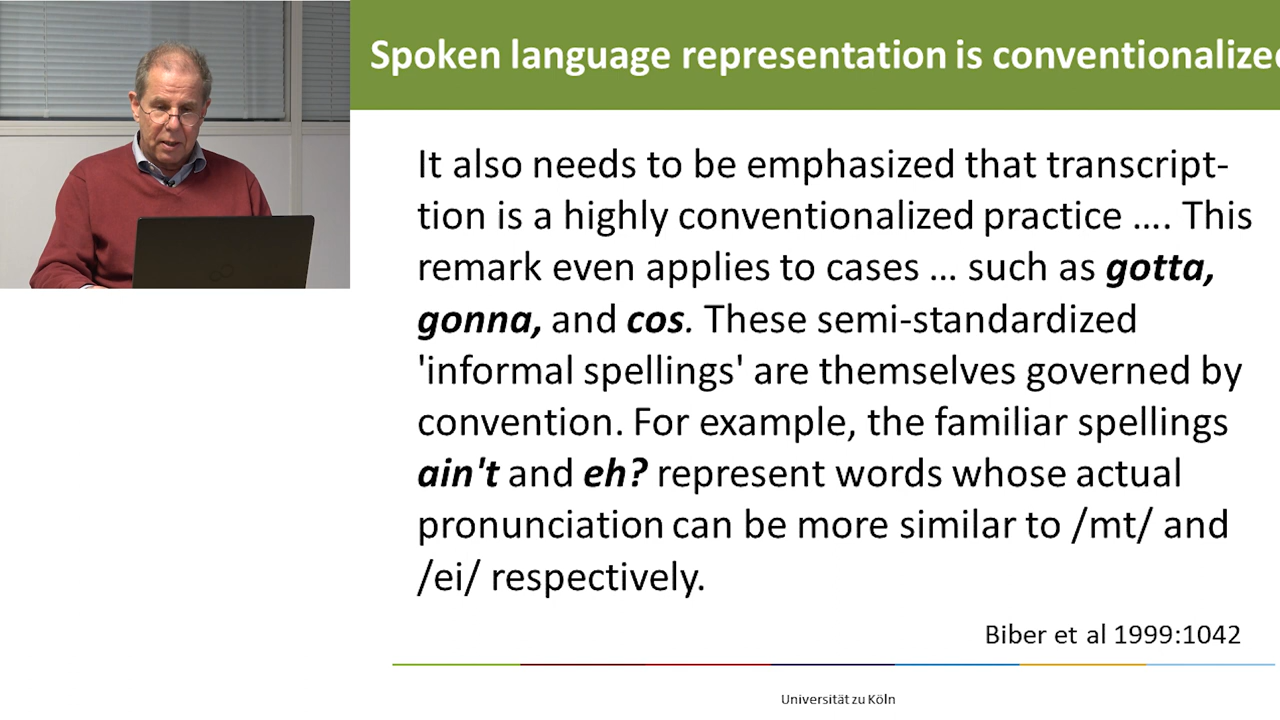 Spoken language representation is conventionalized
It also needs to be emphasized that transcript-
tion is a highly conventionalized practice .... This
remark even applies to cases ... such as gotta,
gonna, and cos. These semi-standardized
'informal spellings' are themselves governed by
convention. For example, the familiar spellings
ain't and eh? represent words whose actual
pronunciation can be more similar to /mt/ and
/ei/ respectively.
Biber et al 1999:1042
Universität zu Köln